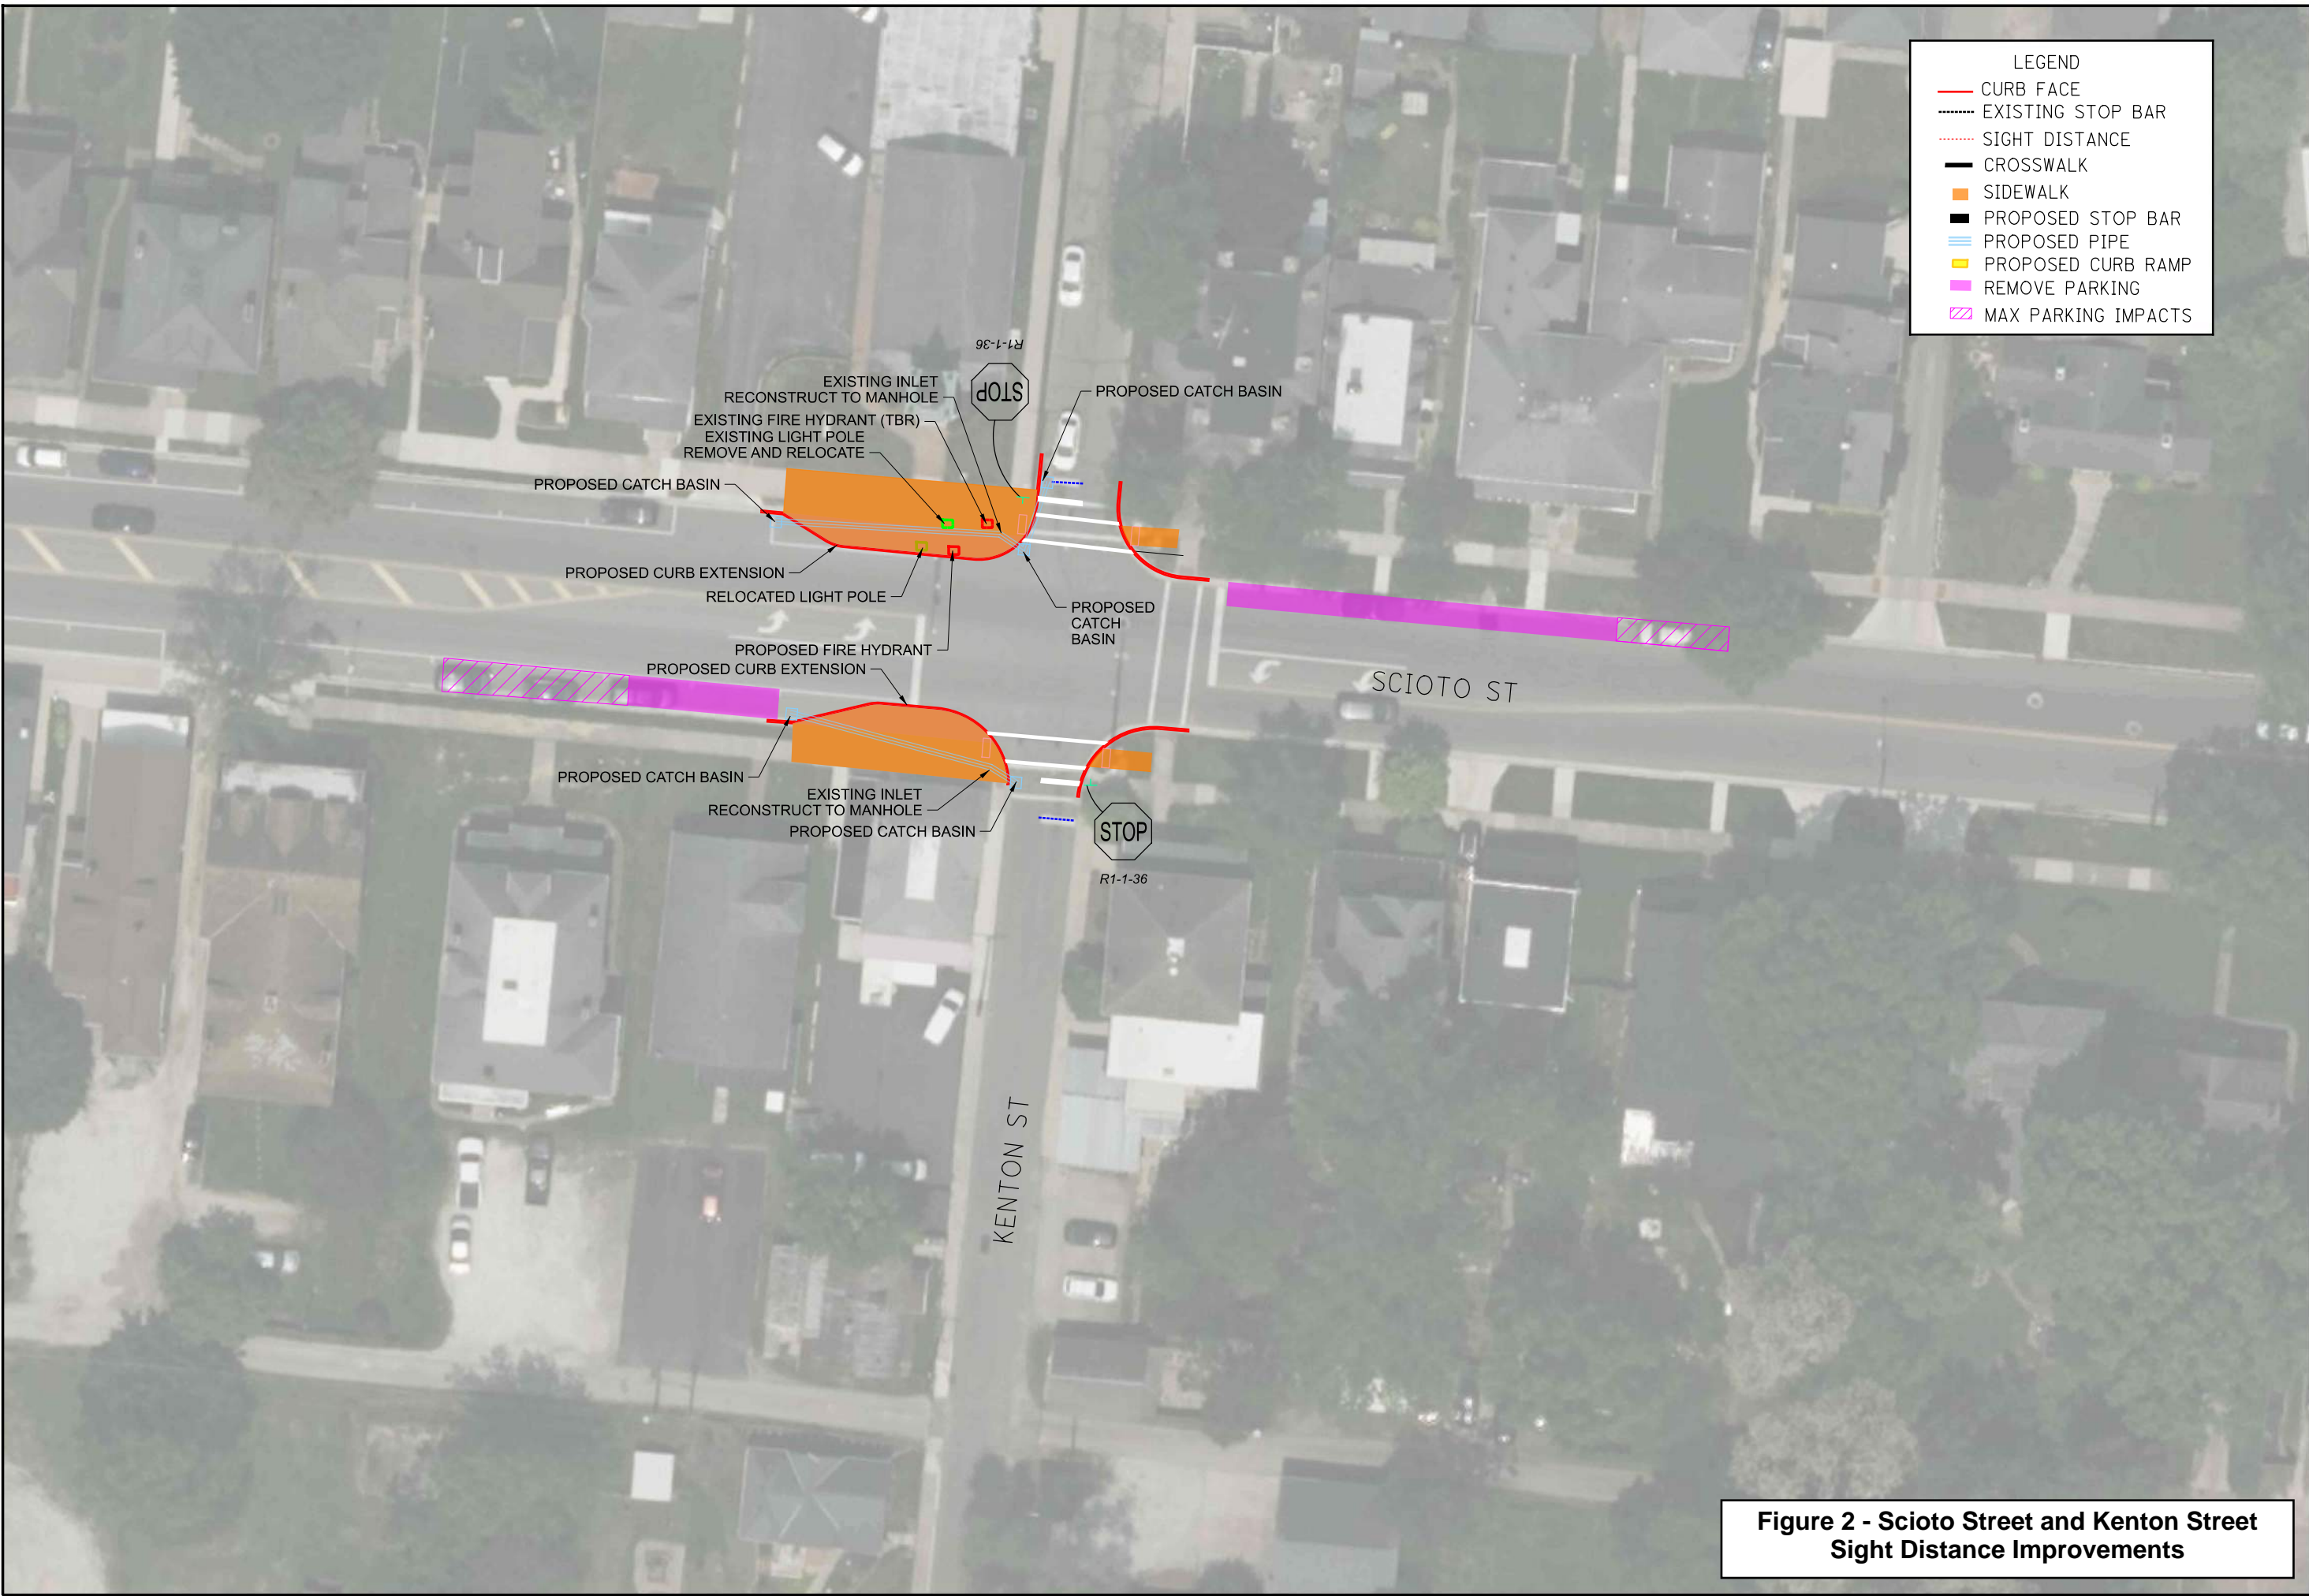 LEGEND
CURB FACE
EXISTING STOP BAR
SIGHT DISTANCE
CROSSWALK
SIDEWALK
PROPOSED STOP BAR
PROPOSED PIPE
PROPOSED CURB RAMP
REMOVE PARKING
MAX PARKING IMPACTS
R1-1-36
STOP
EXISTING INLET
RECONSTRUCT TO MANHOLE
PROPOSED CATCH BASIN
EXISTING FIRE HYDRANT (TBR)
EXISTING LIGHT POLE
REMOVE AND RELOCATE
PROPOSED CATCH BASIN
PROPOSED CURB EXTENSION
RELOCATED LIGHT POLE
PROPOSED
CATCH
BASIN
PROPOSED FIRE HYDRANT
PROPOSED CURB EXTENSION
SCIOTO ST
PROPOSED CATCH BASIN
EXISTING INLET
RECONSTRUCT TO MANHOLE
PROPOSED CATCH BASIN
STOP
R1-1-36
KENTON ST
Figure 2 - Scioto Street and Kenton Street
Sight Distance Improvements